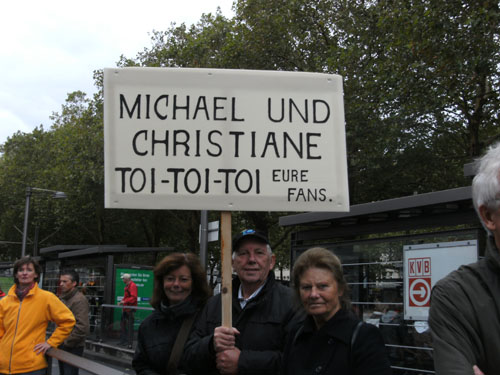 MICHAEL UND
CHRISTIANE
TOI-TOI-TOI EURE
FANS.
KVB